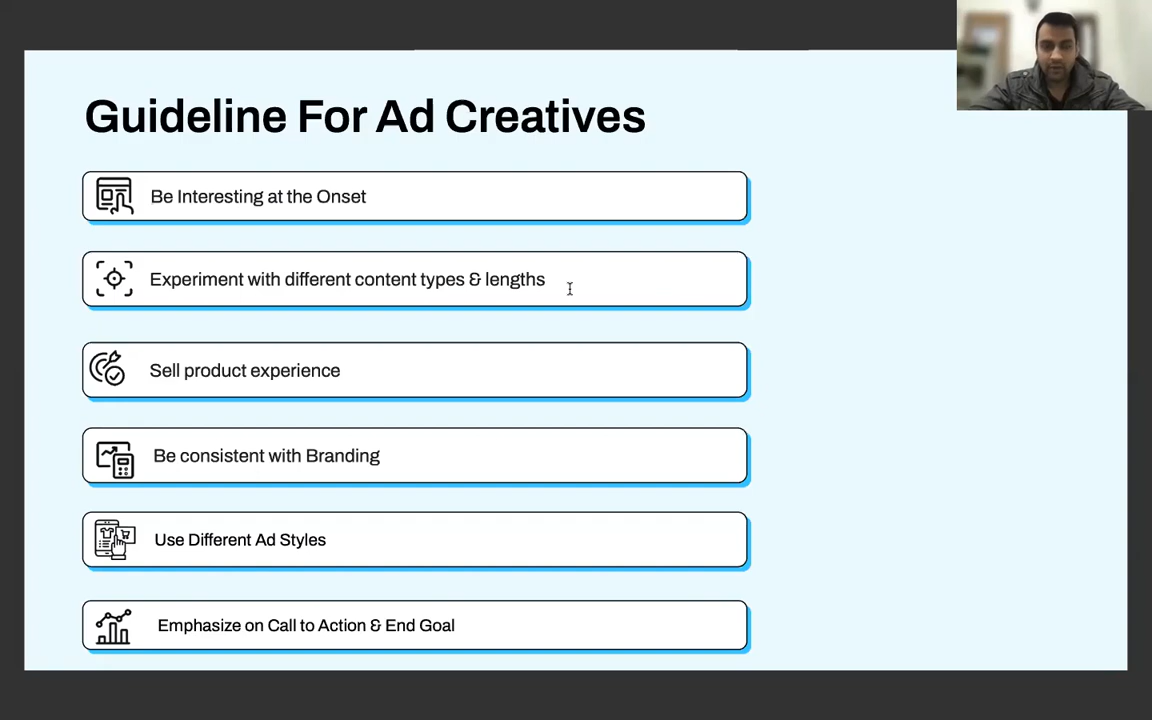 Guideline For Ad Creatives
Be Interesting at the Onset
Experiment with different content types & lengths
Sell product experience
Be consistent with Branding
Use Different Ad Styles
Emphasize on Call to Action & End Goal